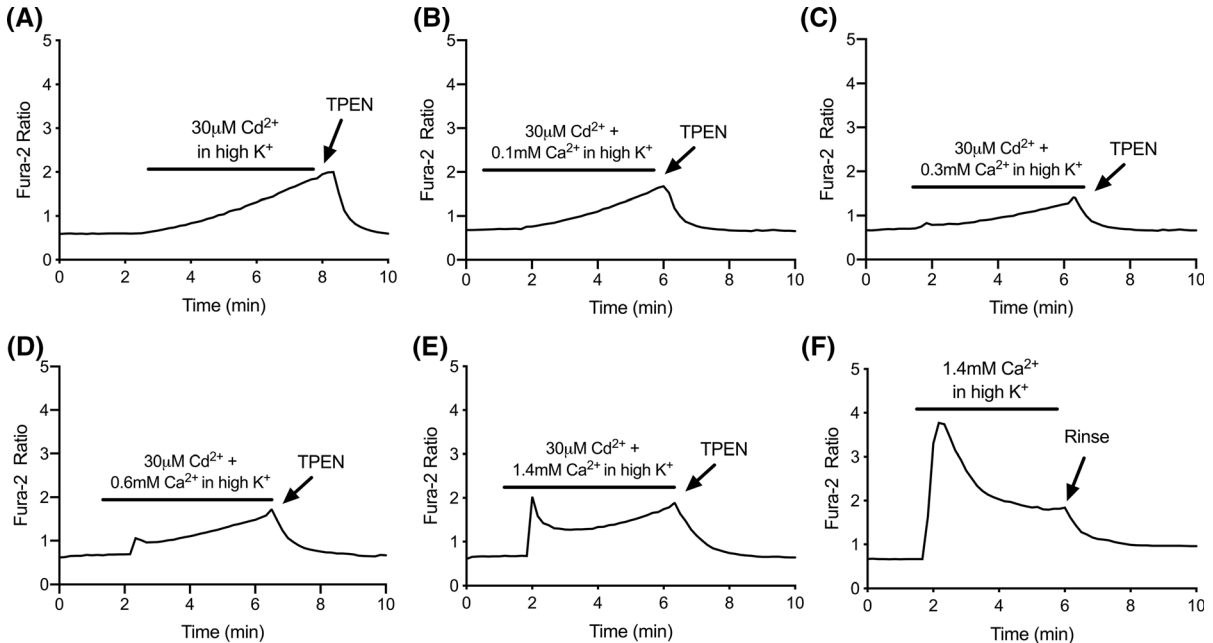 (A)
5
4
3
2
1
0
Fura-2 Ratio
30μM Cd²⁺
in high K⁺
TPEN
0 2 4 6 8 10
Time (min)
(B)
5
4
3
2
1
0
Fura-2 Ratio
30μM Cd²⁺ +
0.1mM Ca²⁺ in high K⁺
TPEN
0 2 4 6 8 10
Time (min)
(C)
5
4
3
2
1
0
Fura-2 Ratio
30μM Cd²⁺ +
0.3mM Ca²⁺ in high K⁺
TPEN
0 2 4 6 8 10
Time (min)
(D)
5
4
3
2
1
0
Fura-2 Ratio
30μM Cd²⁺ +
0.6mM Ca²⁺ in high K⁺
TPEN
0 2 4 6 8 10
Time (min)
(E)
5
4
3
2
1
0
Fura-2 Ratio
30μM Cd²⁺ +
1.4mM Ca²⁺ in high K⁺
TPEN
0 2 4 6 8 10
Time (min)
(F)
5
4
3
2
1
0
Fura-2 Ratio
1.4mM Ca²⁺
in high K⁺
Rinse
0 2 4 6 8 10
Time (min)